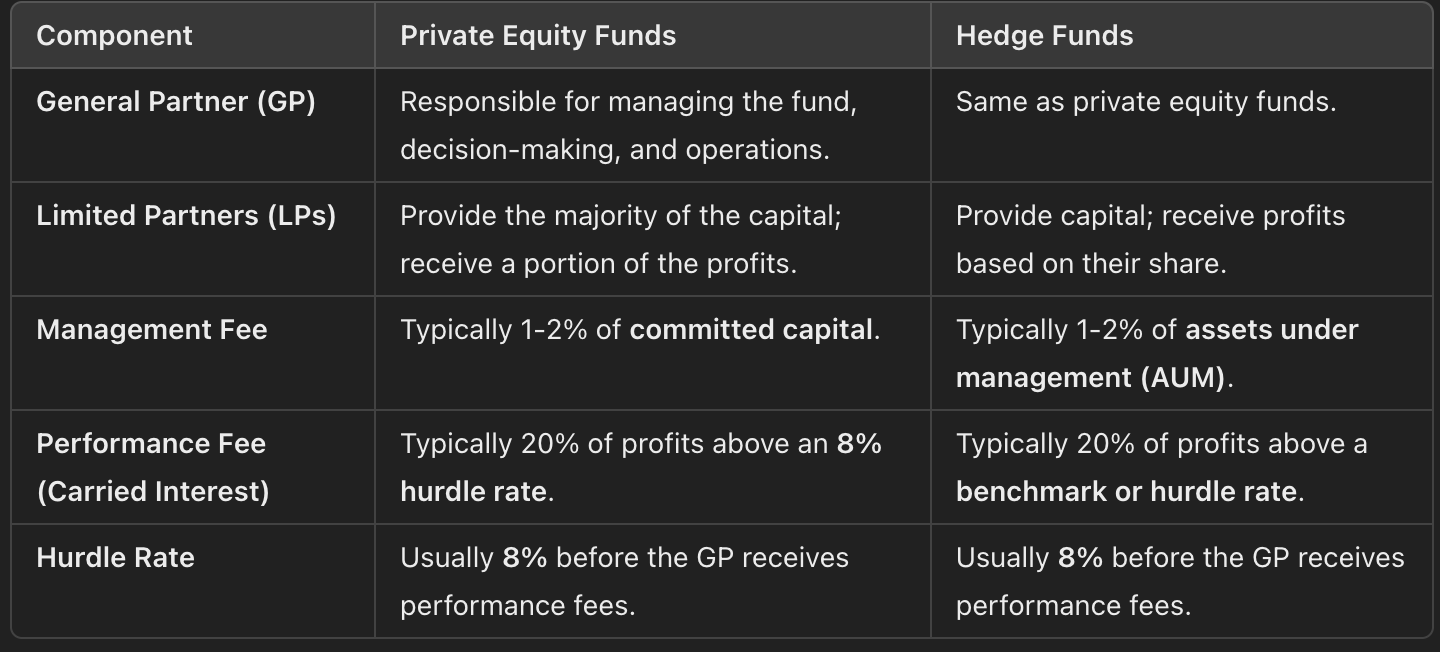 Component
Private Equity Funds
Hedge Funds
General Partner (GP)
Responsible for managing the fund,
decision-making, and operations.
Same as private equity funds.
Limited Partners (LPs)
Provide the majority of the capital;
receive a portion of the profits.
Provide capital; receive profits
based on their share.
Management Fee
Typically 1-2% of committed capital.
Typically 1-2% of assets under
management (AUM).
Performance Fee
(Carried Interest)
Typically 20% of profits above an 8%
hurdle rate.
Typically 20% of profits above a
benchmark or hurdle rate.
Hurdle Rate
Usually 8% before the GP receives
performance fees.
Usually 8% before the GP receives
performance fees.